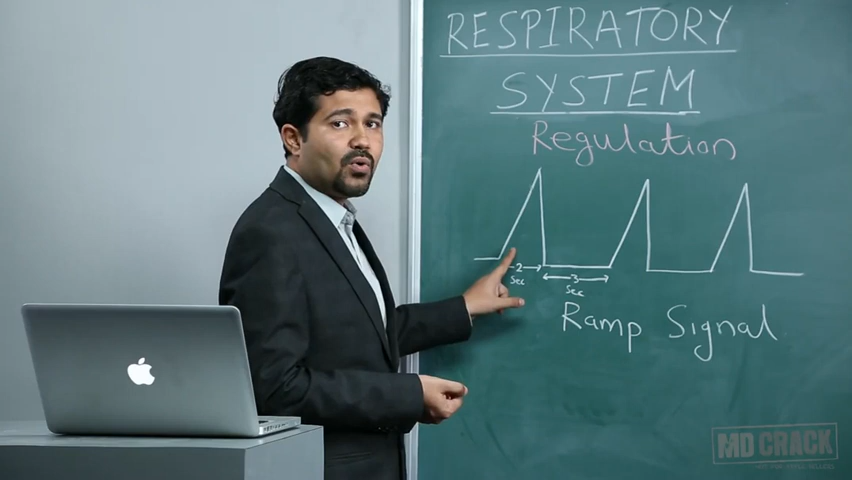 RESPIRATORY
SYSTEM
Regulation
2
Sec
3
Sec
Ramp Signal
MD CRACK